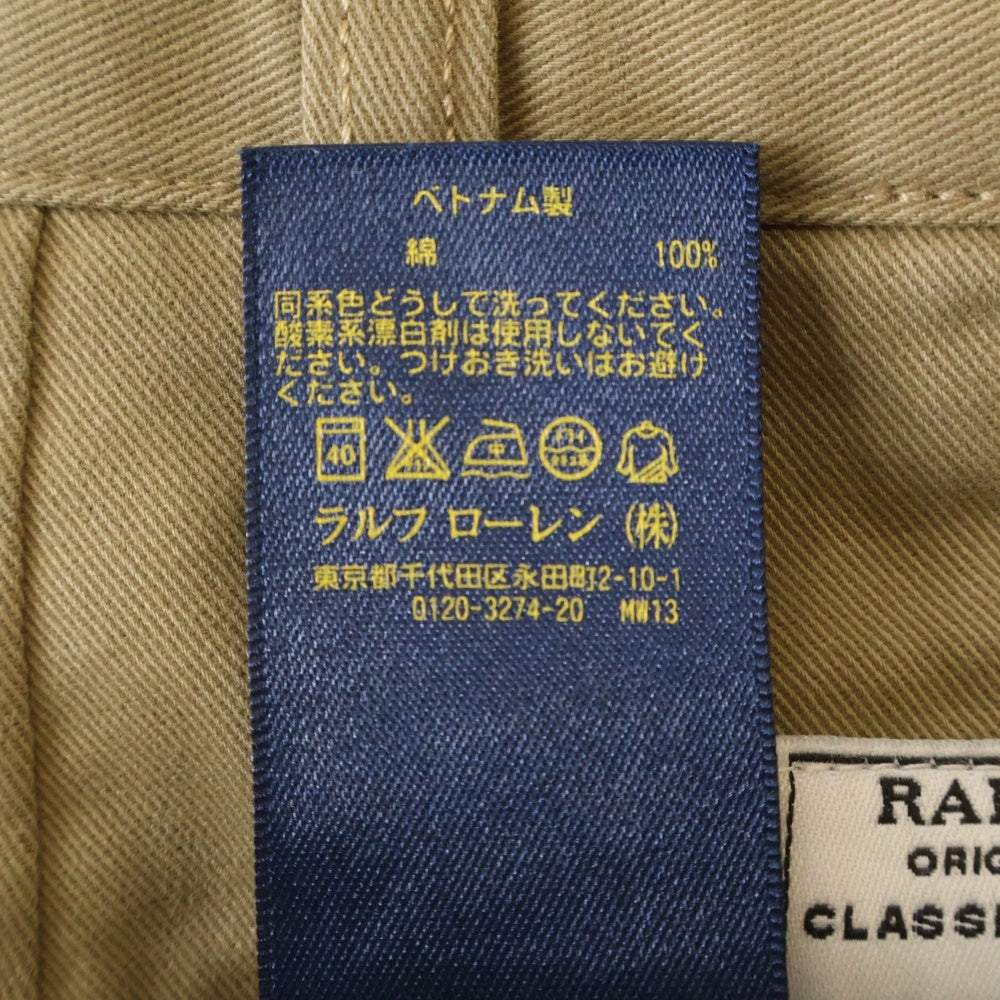 ベトナム製
綿 100%
同系色どうしで洗ってください。
酸素系漂白剤は使用しないでく
ださい。つけおき洗いはお避け
ください。
40 中 ドライ
ラルフ ローレン (株)
東京都千代田区永田町2-10-1
0120-3274-20 MW13
RA
ORIG
CLASS